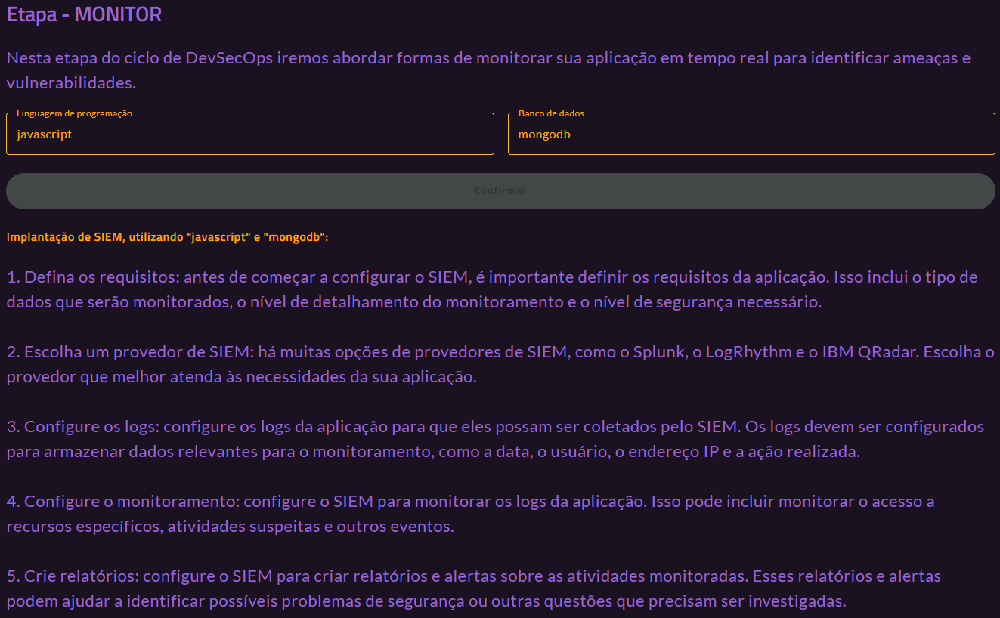 Etapa - MONITOR
Nesta etapa do ciclo de DevSecOps iremos abordar formas de monitorar sua aplicação em tempo real para identificar ameaças e
vulnerabilidades.
Linguagem de programação
javascript
Banco de dados
mongodb
Confirmar
Implantação de SIEM, utilizando "javascript" e "mongodb":
1. Defina os requisitos: antes de começar a configurar o SIEM, é importante definir os requisitos da aplicação. Isso inclui o tipo de
dados que serão monitorados, o nível de detalhamento do monitoramento e o nível de segurança necessário.
2. Escolha um provedor de SIEM: há muitas opções de provedores de SIEM, como o Splunk, o LogRhythm e o IBM QRadar. Escolha o
provedor que melhor atenda às necessidades da sua aplicação.
3. Configure os logs: configure os logs da aplicação para que eles possam ser coletados pelo SIEM. Os logs devem ser configurados
para armazenar dados relevantes para o monitoramento, como a data, o usuário, o endereço IP e a ação realizada.
4. Configure o monitoramento: configure o SIEM para monitorar os logs da aplicação. Isso pode incluir monitorar o acesso a
recursos específicos, atividades suspeitas e outros eventos.
5. Crie relatórios: configure o SIEM para criar relatórios e alertas sobre as atividades monitoradas. Esses relatórios e alertas
podem ajudar a identificar possíveis problemas de segurança ou outras questões que precisam ser investigadas.